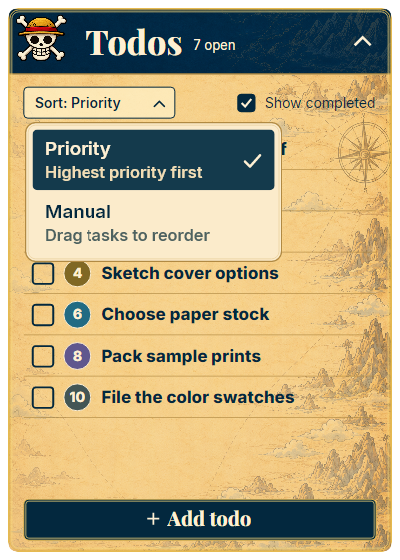 Todos 7 open
Sort: Priority Show completed
Priority
Highest priority first
Manual
Drag tasks to reorder
4 Sketch cover options
6 Choose paper stock
8 Pack sample prints
10 File the color swatches
+ Add todo